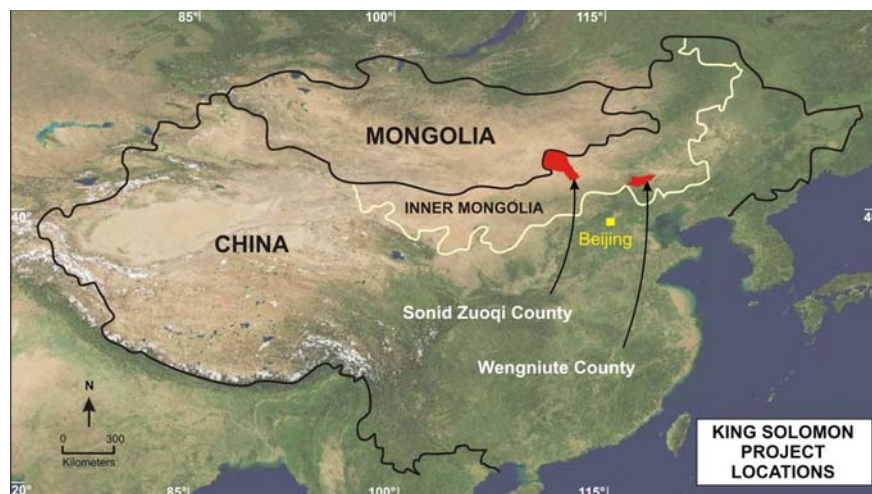 85°
100°
115°
MONGOLIA
INNER MONGOLIA
40°
40
CHINA
Beijing
Sonid Zuoqi County
Wengniute County
N
0 300
Kilometers
KING SOLOMON
PROJECT
LOCATIONS
20°
85°
100°
115°